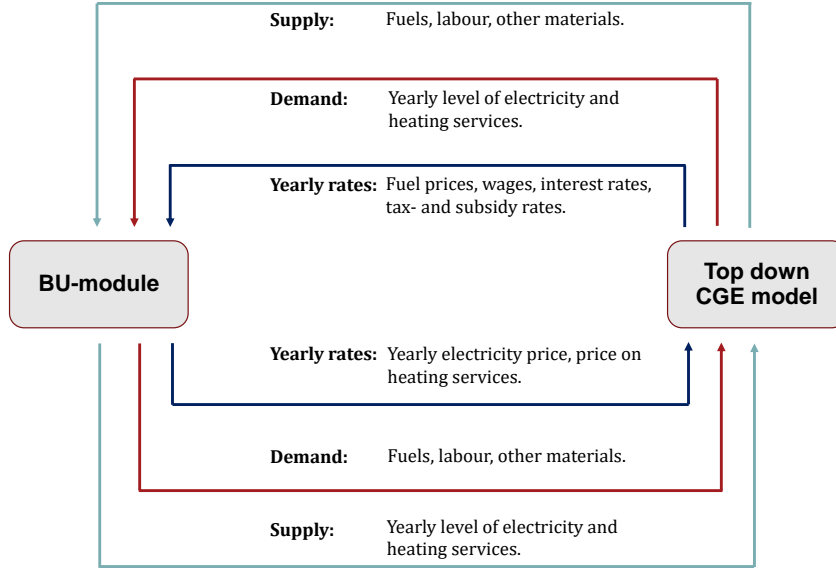 Supply: Fuels, labour, other materials.
Demand: Yearly level of electricity and
heating services.
Yearly rates: Fuel prices, wages, interest rates,
tax- and subsidy rates.
BU-module
Top down
CGE model
Yearly rates: Yearly electricity price, price on
heating services.
Demand: Fuels, labour, other materials.
Supply: Yearly level of electricity and
heating services.